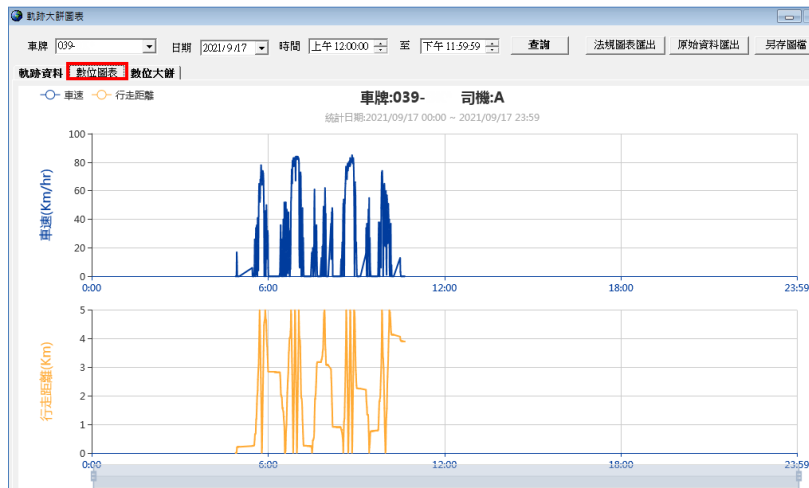 軌跡大餅圖表
車牌 039- 日期 2021/9/17 時間 上午 12:00:00 至 下午 11:59:59 查詢 法規圖表匯出 原始資料匯出 另存圖檔
軌跡資料 數位圖表 數位大餅
車速 行走距離
車牌:039- 司機:A
統計日期:2021/09/17 00:00 ~ 2021/09/17 23:59
車速(Km/hr)
100
80
60
40
20
0
0:00 6:00 12:00 18:00 23:59
行走距離(Km)
5
4
3
2
1
0
0:00 6:00 12:00 18:00 23:59